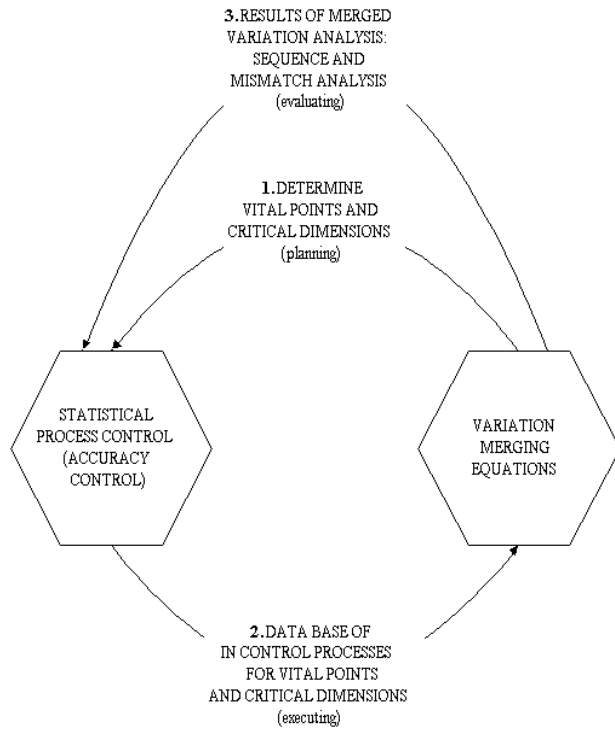 3.RESULTS OF MERGED
VARIATION ANALYSIS:
SEQUENCE AND
MISMATCH ANALYSIS
(evaluating)
1.DETERMINE
VITAL POINTS AND
CRITICAL DIMENSIONS
(planning)
STATISTICAL
PROCESS CONTROL
(ACCURACY
CONTROL)
VARIATION
MERGING
EQUATIONS
2.DATA BASE OF
IN CONTROL PROCESSES
FOR VITAL POINTS
AND CRITICAL DIMENSIONS
(executing)